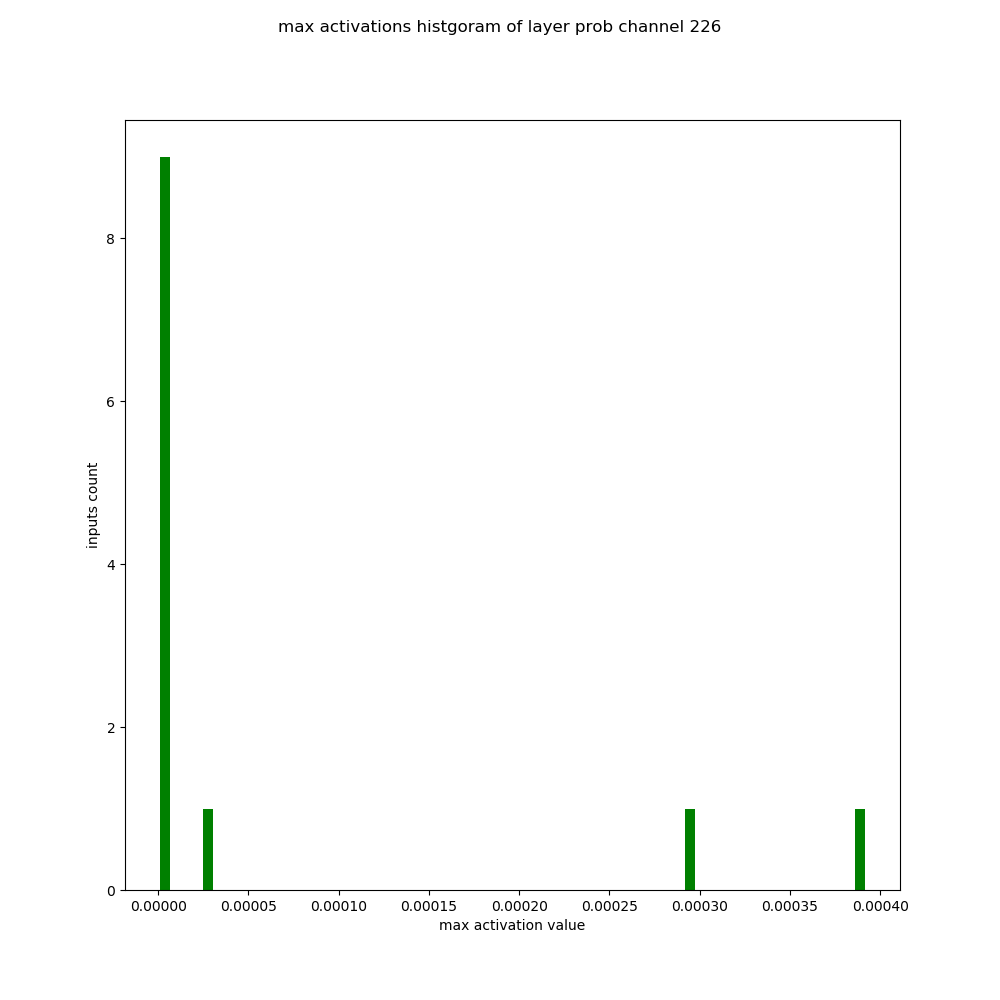 max activations histgoram of layer prob channel 226
8
6
4
2
0
inputs count
0.00000 0.00005 0.00010 0.00015 0.00020 0.00025 0.00030 0.00035 0.00040
max activation value